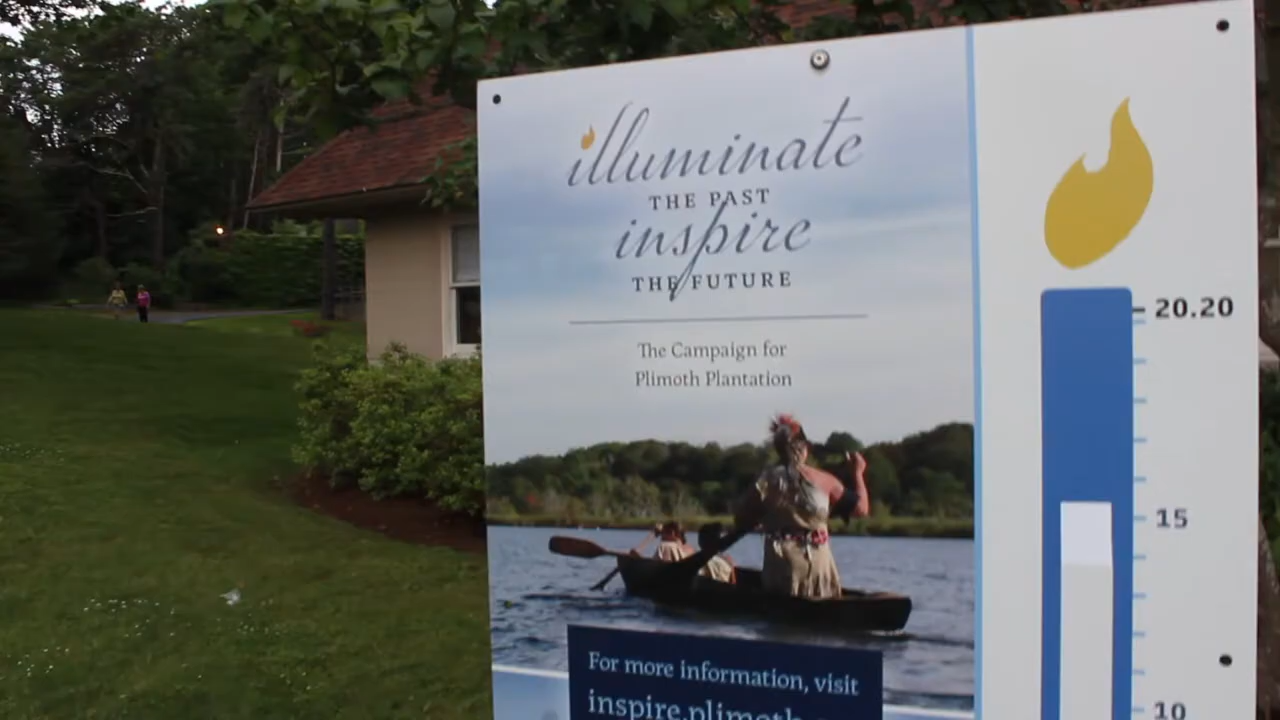 illuminate
THE PAST
inspire
THE FUTURE
The Campaign for
Plimoth Plantation
For more information, visit
20.20
15
10